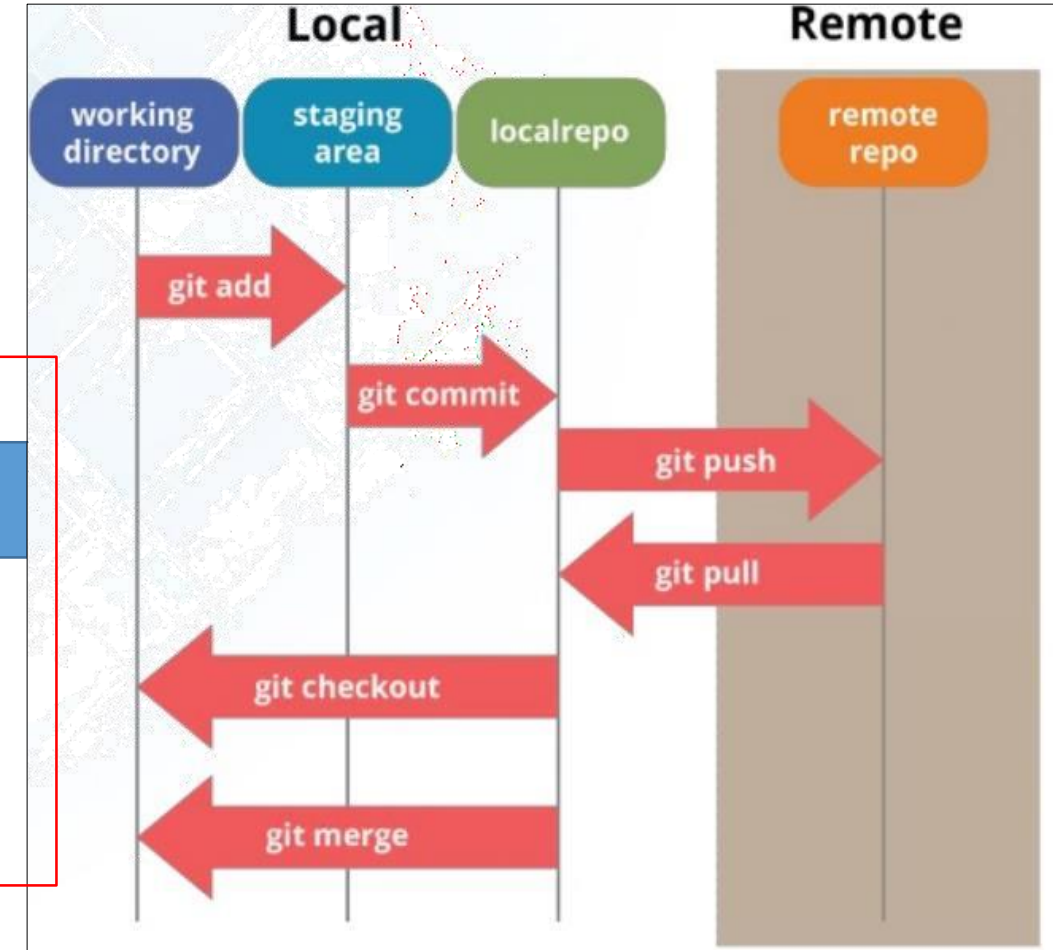 Local
Remote
working
directory
staging
area
localrepo
remote
repo
git add
git commit
git push
git pull
git checkout
git merge